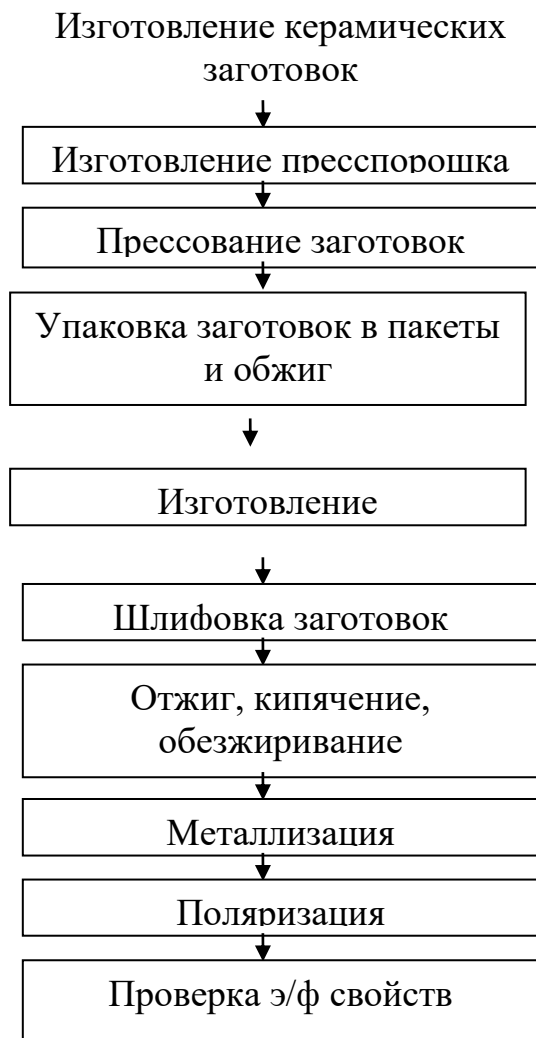 Изготовление керамических
заготовок
Изготовление пресспорошка
Прессование заготовок
Упаковка заготовок в пакеты
и обжиг
Изготовление
Шлифовка заготовок
Отжиг, кипячение,
обезжиривание
Металлизация
Поляризация
Проверка э/ф свойств